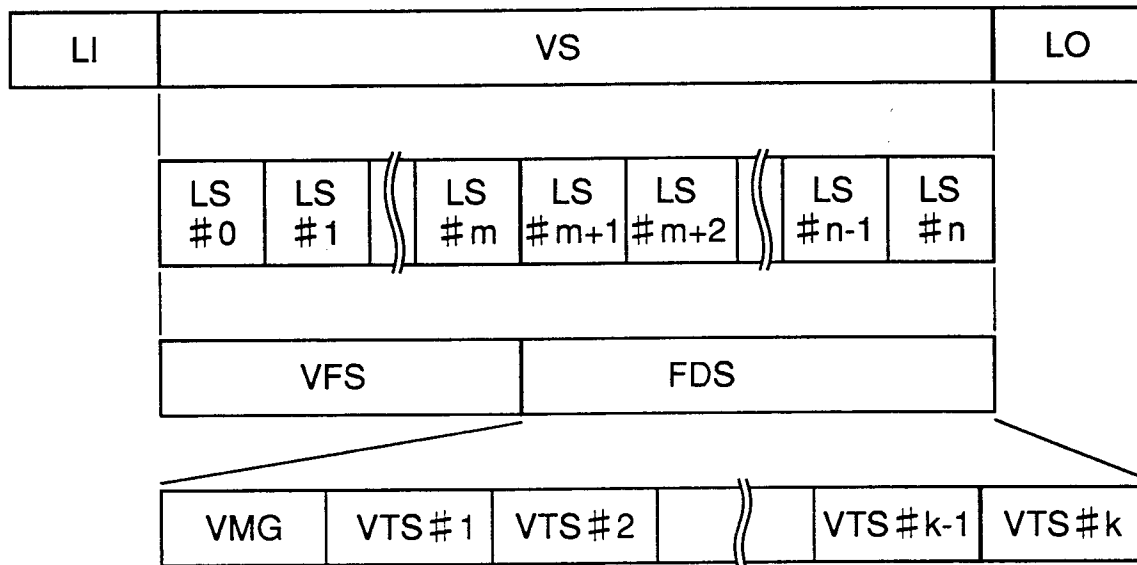 LI VS LO
LS #0 LS #1 LS #m LS #m+1 LS #m+2 LS #n-1 LS #n
VFS FDS
VMG VTS#1 VTS#2 VTS#k-1 VTS#k